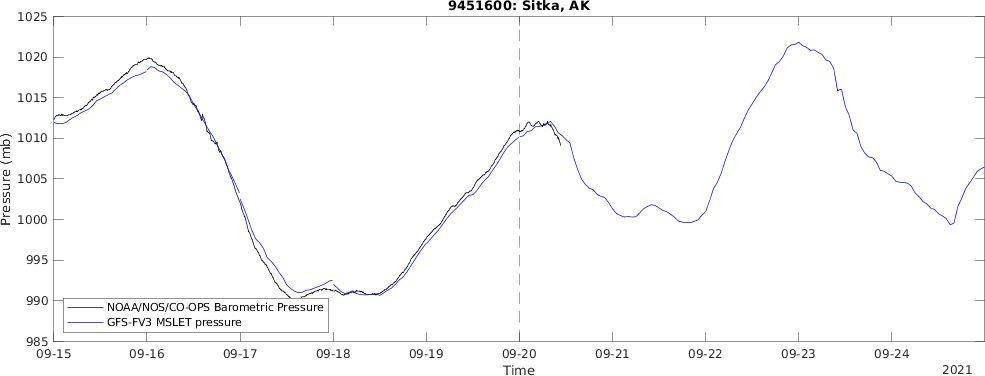 9451600: Sitka, AK
1025
1020
1015
1010
1005
1000
995
990
985
Pressure (mb)
NOAA/NOS/CO-OPS Barometric Pressure
GFS-FV3 MSLET pressure
09-15 09-16 09-17 09-18 09-19 09-20 09-21 09-22 09-23 09-24
Time
2021